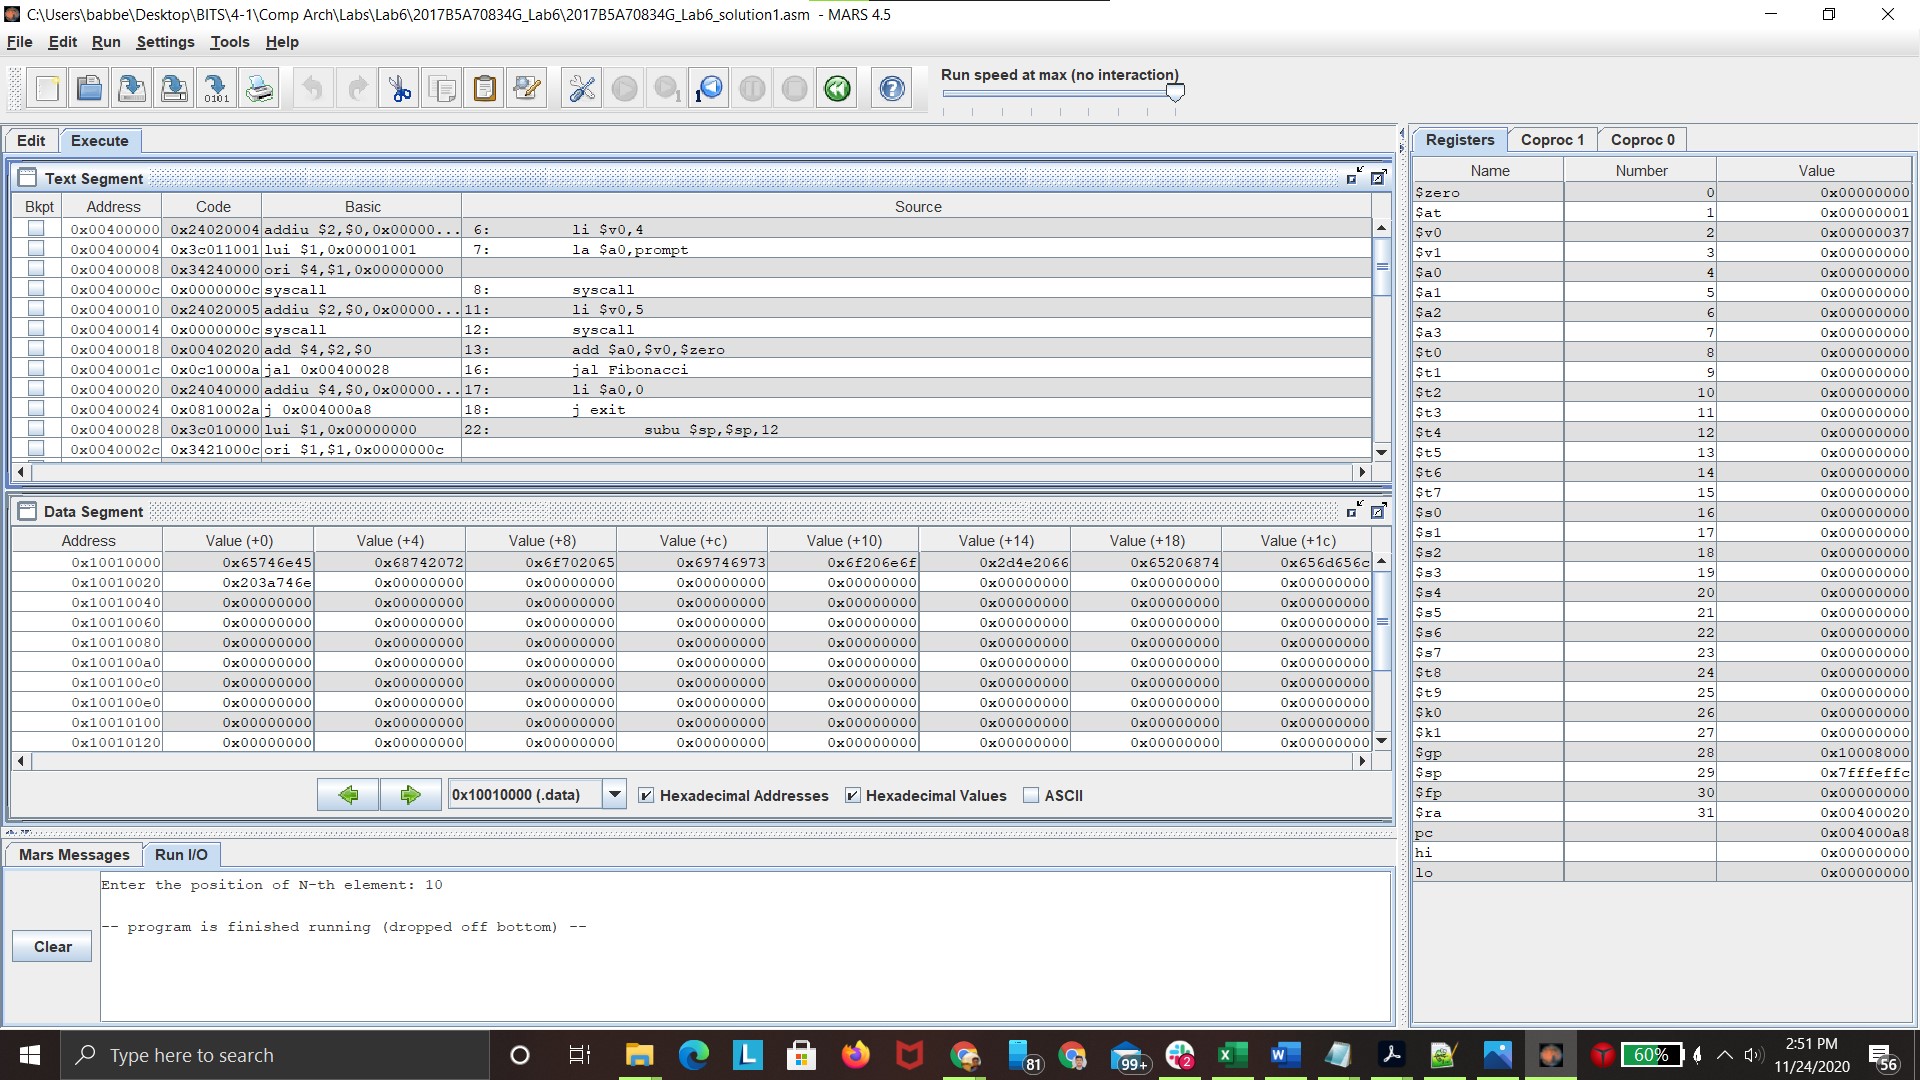 C:\Users\babbe\Desktop\BITS\4-1\Comp Arch\Labs\Lab6\2017B5A70834G_Lab6\2017B5A70834G_Lab6_solution1.asm - MARS 4.5
File Edit Run Settings Tools Help
Run speed at max (no interaction)
Edit Execute
Text Segment
Bkpt Address Code Basic Source
0x00400000 0x24020004 addiu $2,$0,0x00000... 6: li $v0,4
0x00400004 0x3c011001 lui $1,0x00001001 7: la $a0,prompt
0x00400008 0x34240000 ori $4,$1,0x00000000
0x0040000c 0x0000000c syscall 8: syscall
0x00400010 0x24020005 addiu $2,$0,0x00000... 11: li $v0,5
0x00400014 0x0000000c syscall 12: syscall
0x00400018 0x00402020 add $4,$2,$0 13: add $a0,$v0,$zero
0x0040001c 0x0c10000a jal 0x00400028 16: jal Fibonacci
0x00400020 0x24040000 addiu $4,$0,0x00000... 17: li $a0,0
0x00400024 0x0810002a j 0x004000a8 18: j exit
0x00400028 0x3c010000 lui $1,0x00000000 22: subu $sp,$sp,12
0x0040002c 0x3421000c ori $1,$1,0x0000000c
Data Segment
Address Value (+0) Value (+4) Value (+8) Value (+c) Value (+10) Value (+14) Value (+18) Value (+1c)
0x10010000 0x65746e45 0x68742072 0x6f702065 0x69746973 0x6f206e6f 0x2d4e2066 0x65206874 0x656d656c
0x10010020 0x203a746e 0x00000000 0x00000000 0x00000000 0x00000000 0x00000000 0x00000000 0x00000000
0x10010040 0x00000000 0x00000000 0x00000000 0x00000000 0x00000000 0x00000000 0x00000000 0x00000000
0x10010060 0x00000000 0x00000000 0x00000000 0x00000000 0x00000000 0x00000000 0x00000000 0x00000000
0x10010080 0x00000000 0x00000000 0x00000000 0x00000000 0x00000000 0x00000000 0x00000000 0x00000000
0x100100a0 0x00000000 0x00000000 0x00000000 0x00000000 0x00000000 0x00000000 0x00000000 0x00000000
0x100100c0 0x00000000 0x00000000 0x00000000 0x00000000 0x00000000 0x00000000 0x00000000 0x00000000
0x100100e0 0x00000000 0x00000000 0x00000000 0x00000000 0x00000000 0x00000000 0x00000000 0x00000000
0x10010100 0x00000000 0x00000000 0x00000000 0x00000000 0x00000000 0x00000000 0x00000000 0x00000000
0x10010120 0x00000000 0x00000000 0x00000000 0x00000000 0x00000000 0x00000000 0x00000000 0x00000000
0x10010000 (.data) Hexadecimal Addresses Hexadecimal Values ASCII
Mars Messages Run I/O
Enter the position of N-th element: 10
-- program is finished running (dropped off bottom) --
Clear
Registers Coproc 1 Coproc 0
Name Number Value
$zero 0 0x00000000
$at 1 0x00000001
$v0 2 0x00000037
$v1 3 0x00000000
$a0 4 0x00000000
$a1 5 0x00000000
$a2 6 0x00000000
$a3 7 0x00000000
$t0 8 0x00000000
$t1 9 0x00000000
$t2 10 0x00000000
$t3 11 0x00000000
$t4 12 0x00000000
$t5 13 0x00000000
$t6 14 0x00000000
$t7 15 0x00000000
$s0 16 0x00000000
$s1 17 0x00000000
$s2 18 0x00000000
$s3 19 0x00000000
$s4 20 0x00000000
$s5 21 0x00000000
$s6 22 0x00000000
$s7 23 0x00000000
$t8 24 0x00000000
$t9 25 0x00000000
$k0 26 0x00000000
$k1 27 0x00000000
$gp 28 0x10008000
$sp 29 0x7fffeffc
$fp 30 0x00000000
$ra 31 0x00400020
pc 0x004000a8
hi 0x00000000
lo 0x00000000
Type here to search
81
99+
2
60%
2:51 PM
11/24/2020
56